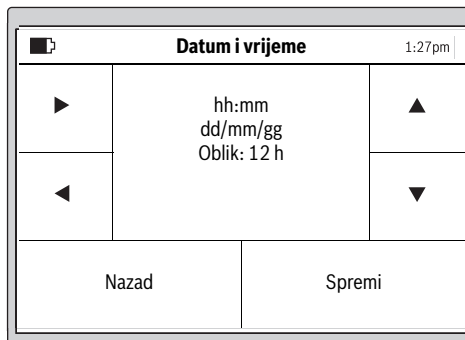 Datum i vrijeme
1:27pm
hh:mm
dd/mm/gg
Oblik: 12 h
Nazad
Spremi